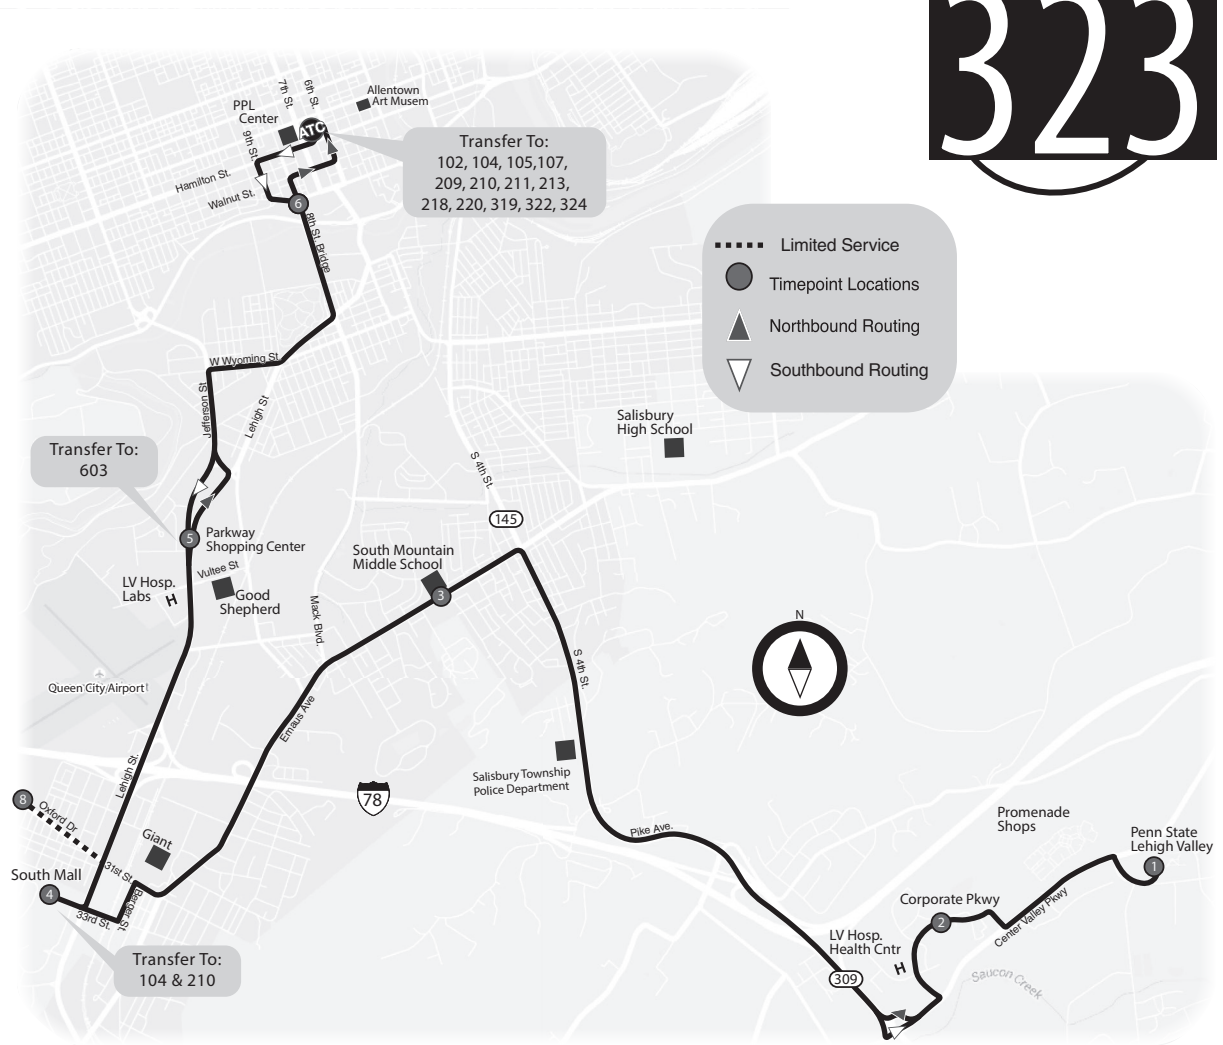 323
7th St.
6th St.
Allentown
Art Musem
PPL
Center
ATC
9th St.
Hamilton St.
Walnut St.
6
8th St. Bridge
Transfer To:
102, 104, 105,107,
209, 210, 211, 213,
218, 220, 319, 322, 324
Limited Service
Timepoint Locations
Northbound Routing
Southbound Routing
W Wyoming St
Jefferson St
Lehigh St
Salisbury
High School
Transfer To:
603
S 4th St.
145
5
Parkway
Shopping Center
Vultee St
LV Hosp.
Labs
H
Good
Shepherd
South Mountain
Middle School
3
Mack Blvd.
N
S 4th St.
Queen City Airport
Emaus Ave
Lehigh St.
Salisbury Township
Police Department
78
8
Oxford Dr
Giant
31st St.
South Mall
4
33rd St.
Berger St.
Transfer To:
104 & 210
Pike Ave.
Promenade
Shops
Penn State
Lehigh Valley
1
Corporate Pkwy
2
Center Valley Pkwy
LV Hosp.
Health Cntr
H
309
Saucon Creek